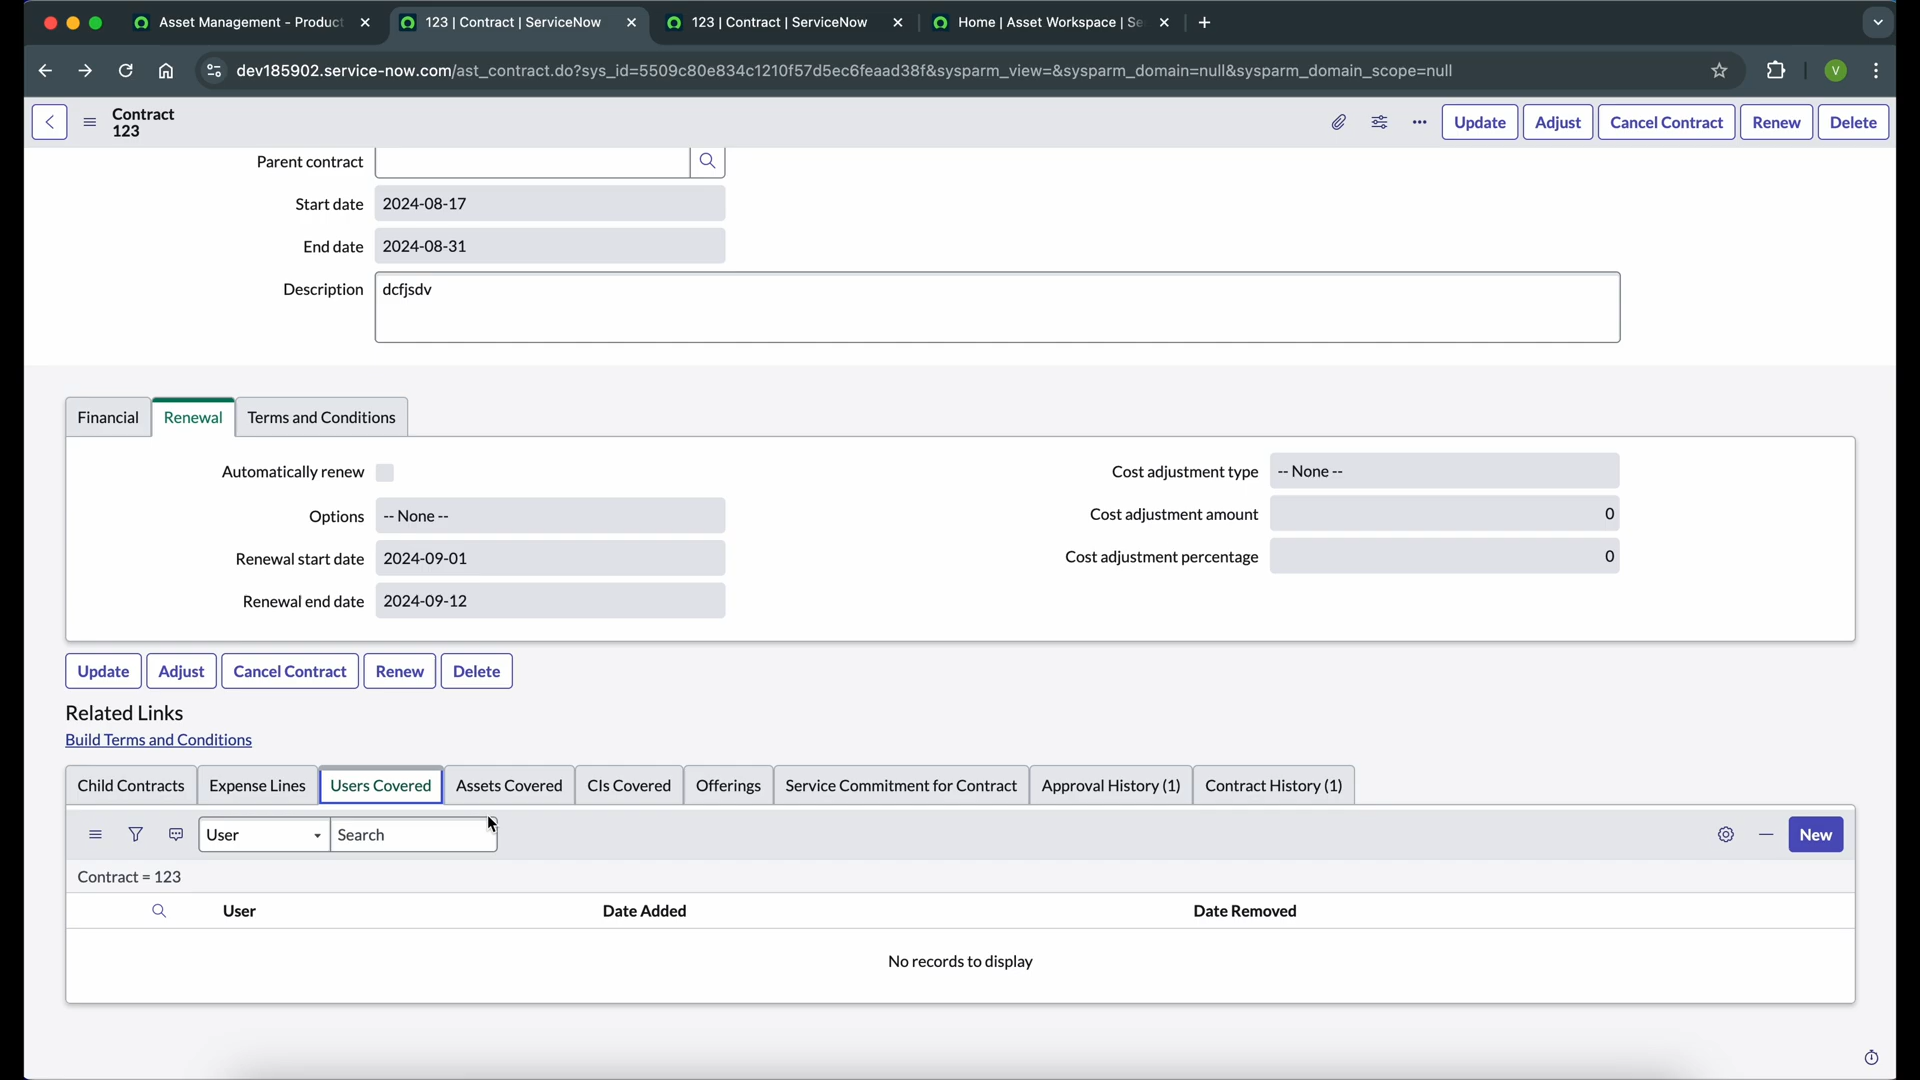 Asset Management - Product
123 | Contract | ServiceNow
123 | Contract | ServiceNow
Home | Asset Workspace | Se
dev185902.service-now.com/ast_contract.do?sys_id=5509c80e834c1210f57d5ec6feaad38f&sysparm_view=&sysparm_domain=null&sysparm_domain_scope=null
V
Contract
123
Update
Adjust
Cancel Contract
Renew
Delete
Parent contract
Start date 2024-08-17
End date 2024-08-31
Description dcfjsdv
Financial
Renewal
Terms and Conditions
Automatically renew
Cost adjustment type -- None --
Options -- None --
Cost adjustment amount 0
Renewal start date 2024-09-01
Cost adjustment percentage 0
Renewal end date 2024-09-12
Update
Adjust
Cancel Contract
Renew
Delete
Related Links
Build Terms and Conditions
Child Contracts
Expense Lines
Users Covered
Assets Covered
CIs Covered
Offerings
Service Commitment for Contract
Approval History (1)
Contract History (1)
User
Search
New
Contract = 123
User
Date Added
Date Removed
No records to display